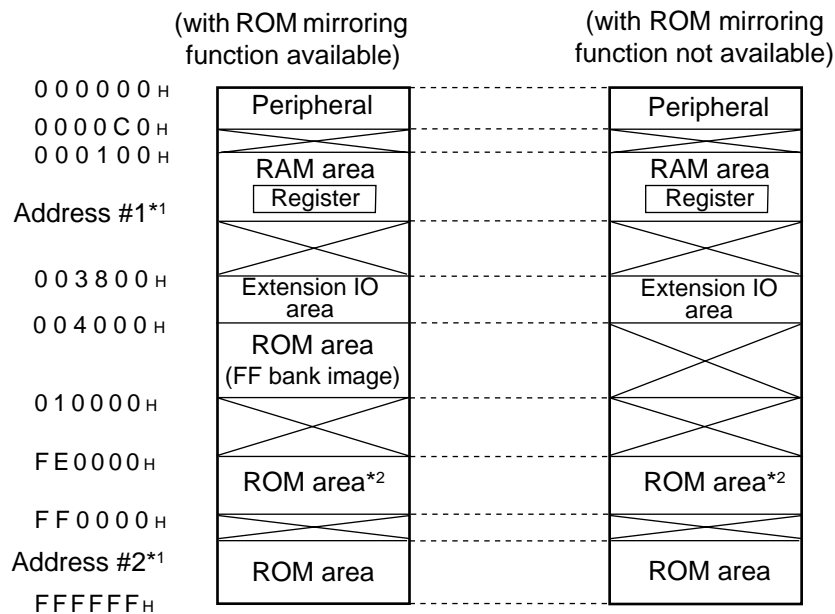 (with ROM mirroring
function available)
(with ROM mirroring
function not available)
000000H
Peripheral
Peripheral
0000C0H
000100H
RAM area
Register
RAM area
Register
Address #1*1
003800H
Extension IO
area
Extension IO
area
004000H
ROM area
(FF bank image)
010000H
FE0000H
ROM area*2
ROM area*2
FF0000H
Address #2*1
ROM area
ROM area
FFFFFFH